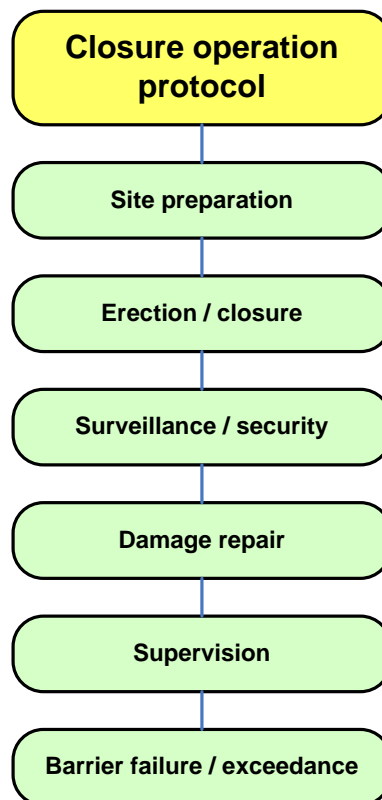 Closure operation
protocol
Site preparation
Erection / closure
Surveillance / security
Damage repair
Supervision
Barrier failure / exceedance